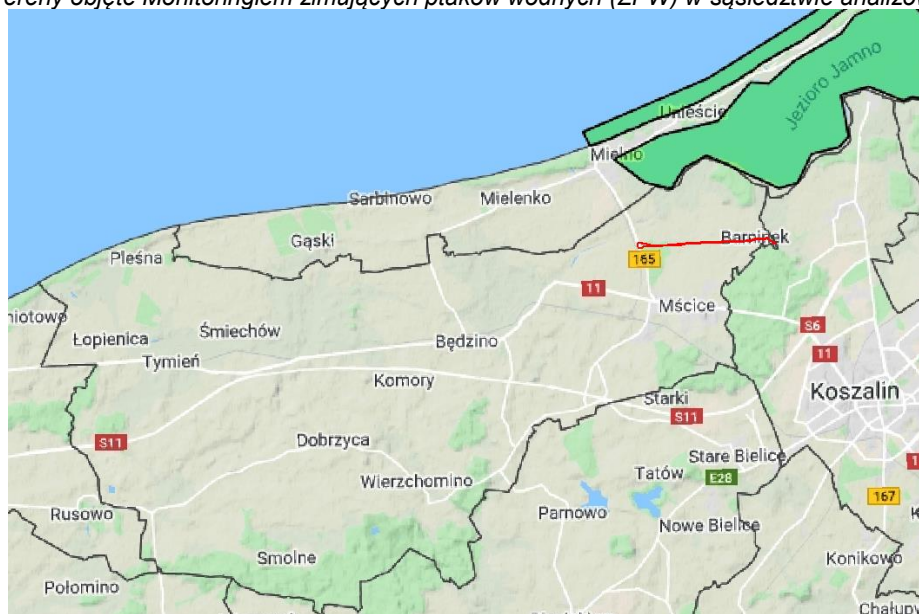 tereny objęte Monitoringiem zimujących ptaków wodnych (ZPW) w sąsiedztwie
Jezioro Jamno
Unieście
Mielno
Sarbinowo
Mielenko
Gąski
Barninek
Pleśna
165
11
Mścice
Łopienica
Śmiechów
Będzino
S6
Tymień
11
Komory
Koszalin
Starki
S11
S11
Dobrzyca
Stare Bielice
Wierzchomino
Tatów
E28
167
Rusowo
Parnowo
Nowe Bielice
Smolne
Konikowo
Połomino
Chałupy